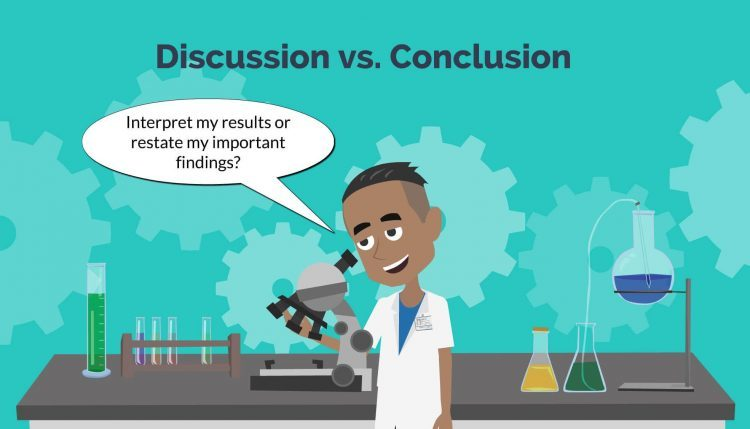 Discussion vs. Conclusion
Interpret my results or
restate my important
findings?